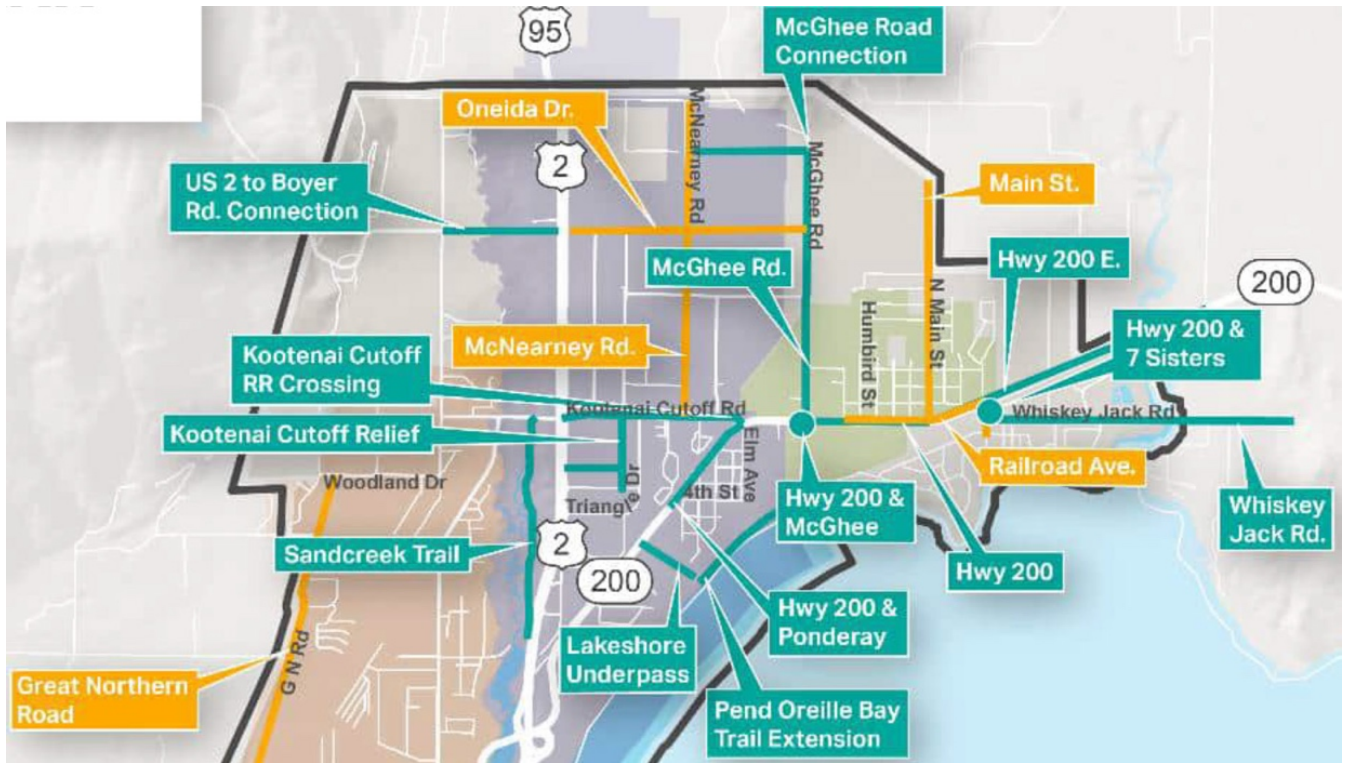 95
McGhee Road
Connection
Oneida Dr.
McNearney Rd
2
McGhee Rd
US 2 to Boyer
Rd. Connection
Main St.
McGhee Rd.
Hwy 200 E.
200
N Main St
Humbird St
Hwy 200 &
7 Sisters
McNearney Rd.
Kootenai Cutoff
RR Crossing
Kootenai Cutoff Rd
Whiskey Jack Rd
Kootenai Cutoff Relief
Elm Ave
Railroad Ave.
Woodland Dr
Triangle Dr
4th St
Hwy 200 &
McGhee
Whiskey
Jack Rd.
Sandcreek Trail
2
200
Hwy 200
Hwy 200 &
Ponderay
Lakeshore
Underpass
G N Rd
Great Northern
Road
Pend Oreille Bay
Trail Extension